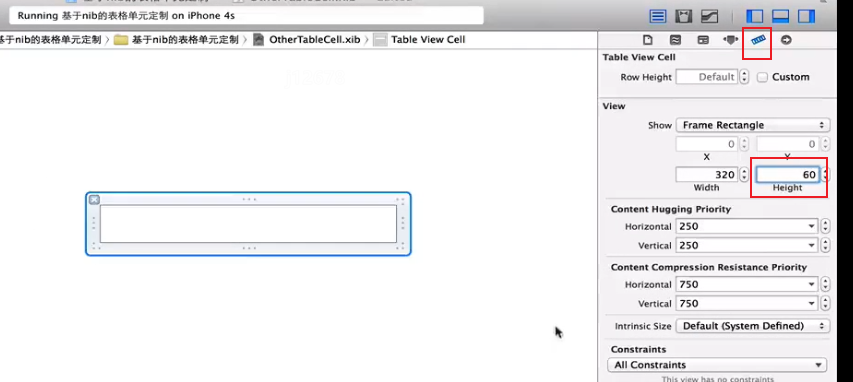 Running 基于nib的表格单元定制 on iPhone 4s
基于nib的表格单元定制 〉 基于nib的表格单元定制 〉 OtherTableCell.xib 〉 Table View Cell
Table View Cell
Row Height Default Custom
View
Show Frame Rectangle
0 0
X Y
320 60
Width Height
Content Hugging Priority
Horizontal 250
Vertical 250
Content Compression Resistance Priority
Horizontal 750
Vertical 750
Intrinsic Size Default (System Defined)
Constraints
All Constraints
This view has no constraints